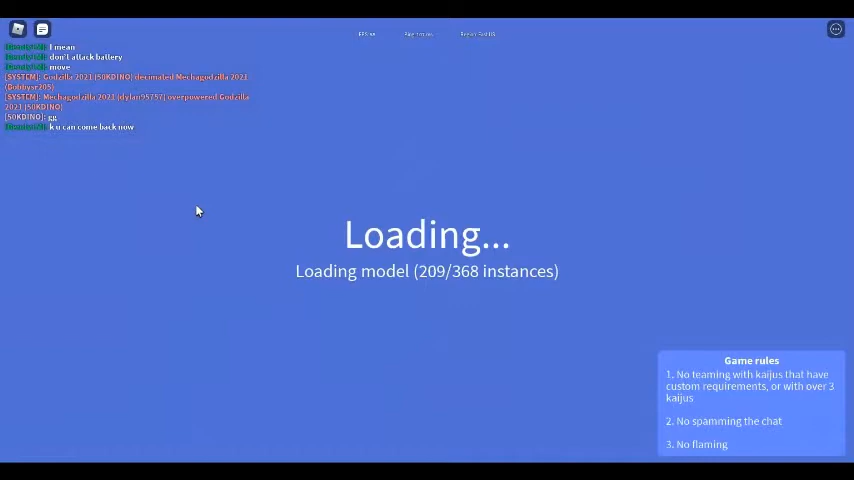 I mean
don't attack battery
move
[SYSTEM]: Godzilla 2021 (50KDINO) decimated Mechagodzilla 2021
(Bobbysr205)
[SYSTEM]: Mechagodzilla 2021 (dylan95757) overpowered Godzilla
2021 (50KDINO)
[50KDINO]: gg
k u can come back now
Loading...
Loading model (209/368 instances)
Game rules
1. No teaming with kaijus that have
custom requirements, or with over 3
kaijus
2. No spamming the chat
3. No flaming